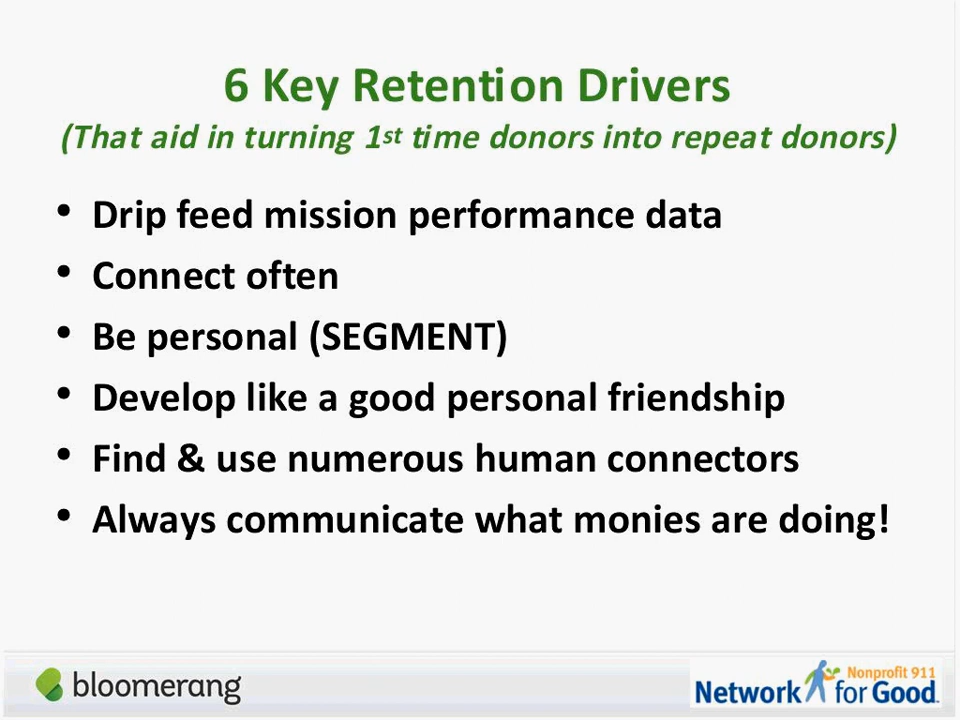 6 Key Retention Drivers
(That aid in turning 1st time donors into repeat donors)
• Drip feed mission performance data
• Connect often
• Be personal (SEGMENT)
• Develop like a good personal friendship
• Find & use numerous human connectors
• Always communicate what monies are doing!
bloomerang
Nonprofit 911
Network for Good.